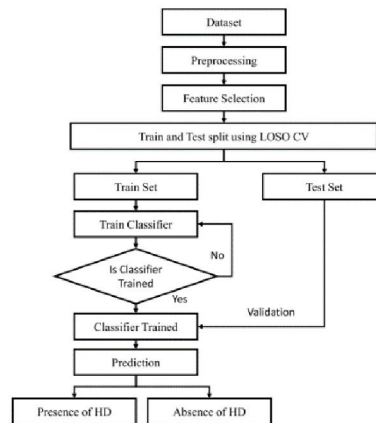 Dataset
Preprocessing
Feature Selection
Train and Test split using LOSO CV
Train Set
Test Set
Train Classifier
No
Is Classifier
Trained
Yes
Validation
Classifier Trained
Prediction
Presence of HD
Absence of HD